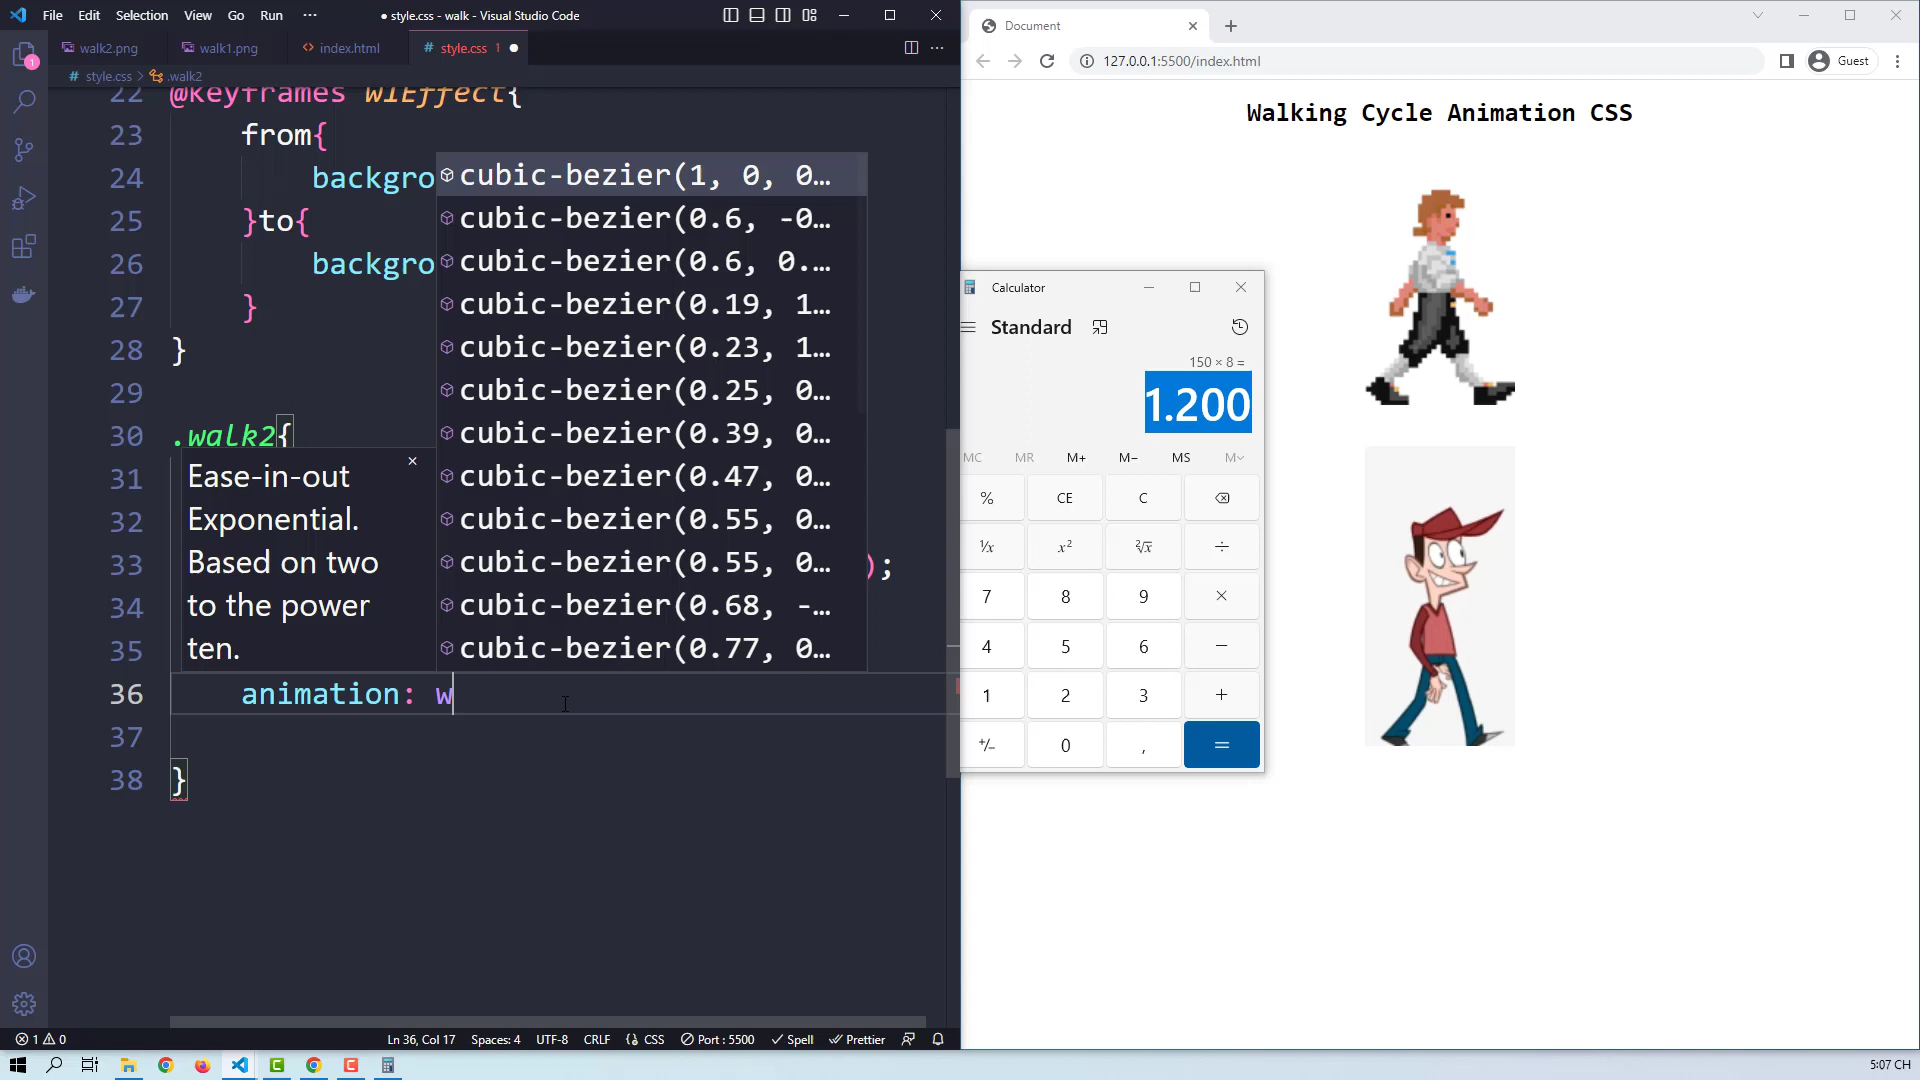 File Edit Selection View Go Run ···
● style.css - walk - Visual Studio Code
walk2.png walk1.png index.html style.css 1 ●
style.css > .walk2
22 @keyframes w1Effect{
23 from{
24 backgro
25 }to{
26 backgro
27 }
28 }
29
30 .walk2{
31
32
33 );
34
35
36 animation: w
37
38 }
cubic-bezier(1, 0, 0…
cubic-bezier(0.6, -0…
cubic-bezier(0.6, 0.…
cubic-bezier(0.19, 1…
cubic-bezier(0.23, 1…
cubic-bezier(0.25, 0…
cubic-bezier(0.39, 0…
cubic-bezier(0.47, 0…
cubic-bezier(0.55, 0…
cubic-bezier(0.55, 0…
cubic-bezier(0.68, -…
cubic-bezier(0.77, 0…
Ease-in-out
Exponential.
Based on two
to the power
ten.
1 0 Ln 36, Col 17 Spaces: 4 UTF-8 CRLF {} CSS Port : 5500 Spell Prettier
Document
127.0.0.1:5500/index.html Guest
Walking Cycle Animation CSS
Calculator
Standard
150 × 8 =
1.200
MC MR M+ M− MS M
% CE C
¹/x x² ²√x ÷
7 8 9 ×
4 5 6 −
1 2 3 +
+/− 0 , =
5:07 CH